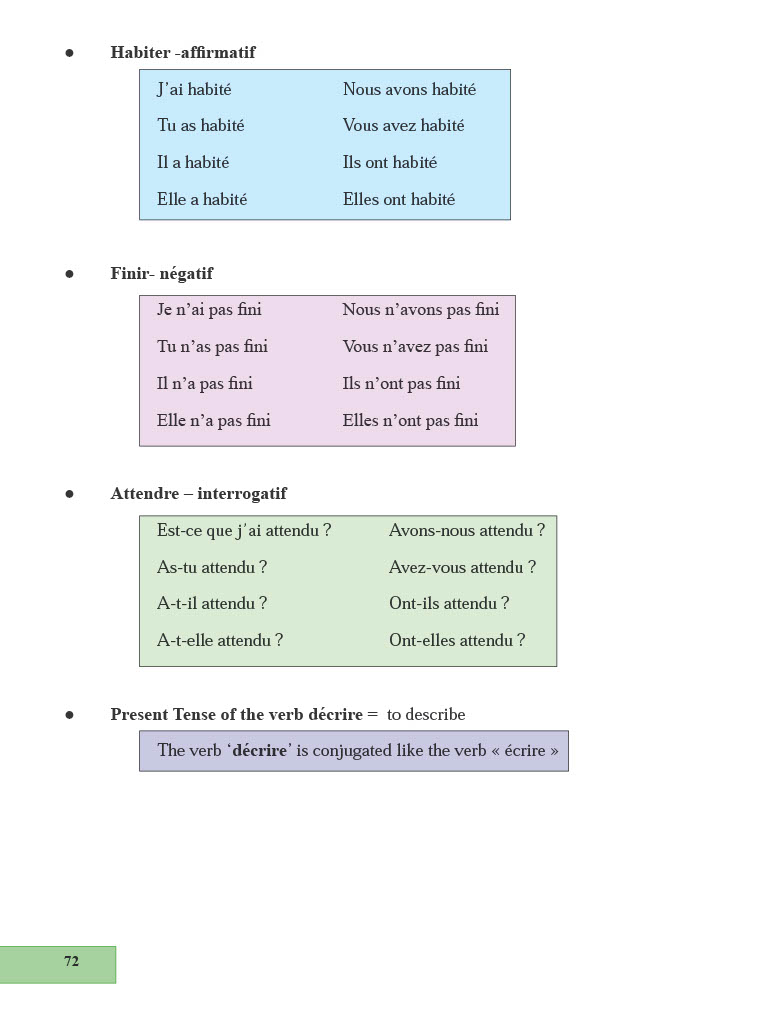 ● Habiter -affirmatif
J’ai habité Nous avons habité
Tu as habité Vous avez habité
Il a habité Ils ont habité
Elle a habité Elles ont habité
● Finir- négatif
Je n’ai pas fini Nous n’avons pas fini
Tu n’as pas fini Vous n’avez pas fini
Il n’a pas fini Ils n’ont pas fini
Elle n’a pas fini Elles n’ont pas fini
● Attendre – interrogatif
Est-ce que j’ai attendu ? Avons-nous attendu ?
As-tu attendu ? Avez-vous attendu ?
A-t-il attendu ? Ont-ils attendu ?
A-t-elle attendu ? Ont-elles attendu ?
● Present Tense of the verb décrire = to describe
The verb ‘décrire’ is conjugated like the verb « écrire »
72